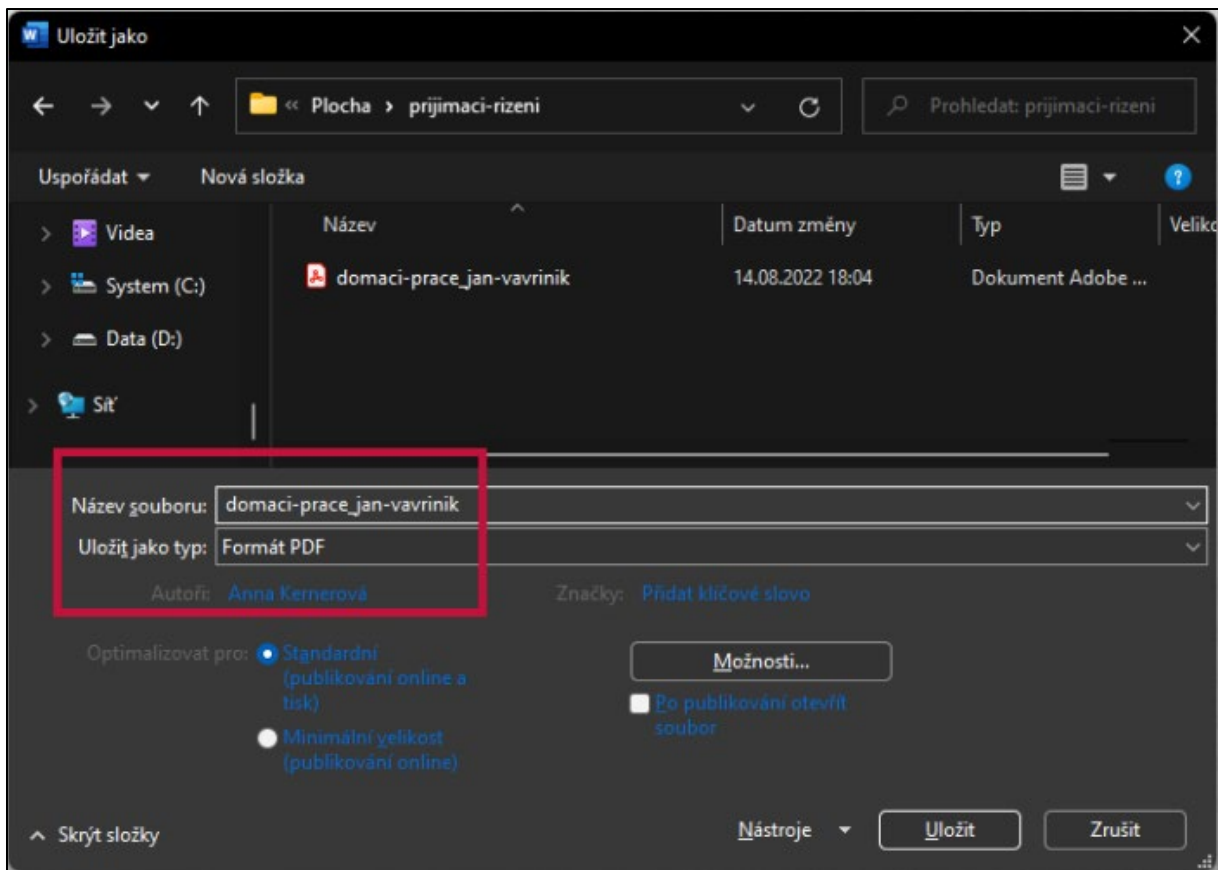 Uložit jako
Plocha prijimaci-rizeni
Prohledat: prijimaci-rizeni
Uspořádat Nová složka
Název Datum změny Typ Veliko
Videa
domaci-prace_jan-vavrinik 14.08.2022 18:04 Dokument Adobe ...
System (C:)
Data (D:)
Síť
Název souboru: domaci-prace_jan-vavrinik
Uložit jako typ: Formát PDF
Autoři: Anna Kernerová Značky: Přidat klíčové slovo
Optimalizovat pro: Standardní
(publikování online a
tisk)
Minimální velikost
(publikování online)
Možnosti...
Po publikování otevřít
soubor
Skrýt složky Nástroje Uložit Zrušit